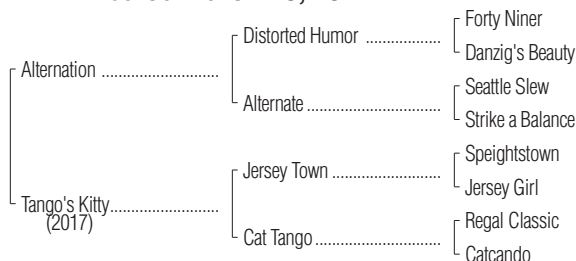 Forty Niner
Distorted Humor ..................
Danzig's Beauty
Alternation ............................
Seattle Slew
Alternate ................................
Strike a Balance
Speightstown
Jersey Town ..........................
Jersey Girl
Tango's Kitty..........................
(2017)
Regal Classic
Cat Tango..............................
Catcando